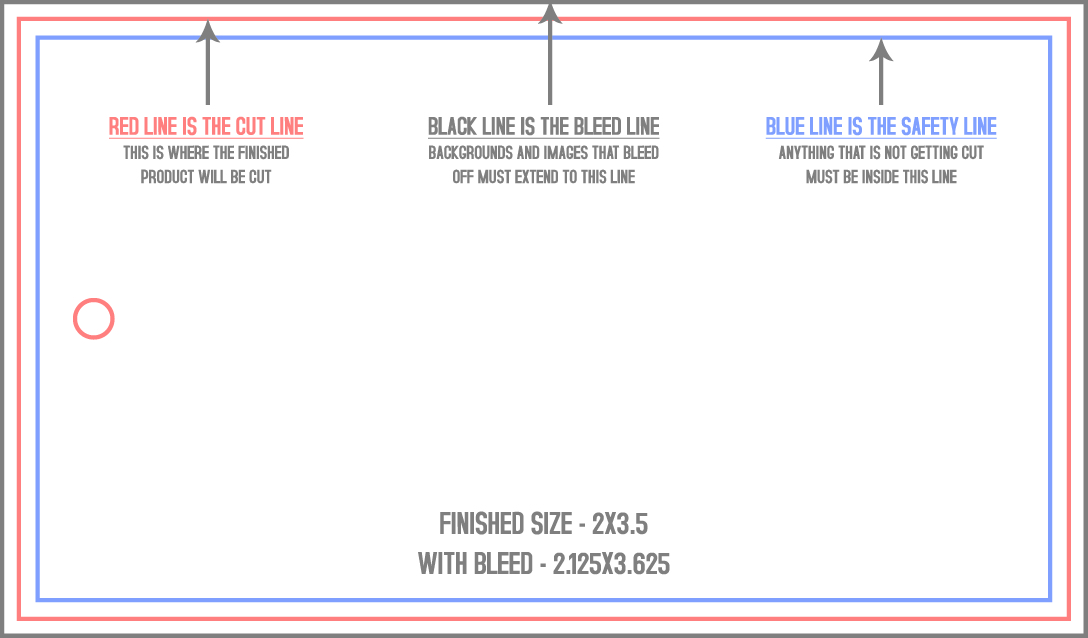 RED LINE IS THE CUT LINE
THIS IS WHERE THE FINISHED
PRODUCT WILL BE CUT
BLACK LINE IS THE BLEED LINE
BACKGROUNDS AND IMAGES THAT BLEED
OFF MUST EXTEND TO THIS LINE
BLUE LINE IS THE SAFETY LINE
ANYTHING THAT IS NOT GETTING CUT
MUST BE INSIDE THIS LINE
FINISHED SIZE - 2X3.5
WITH BLEED - 2.125X3.625